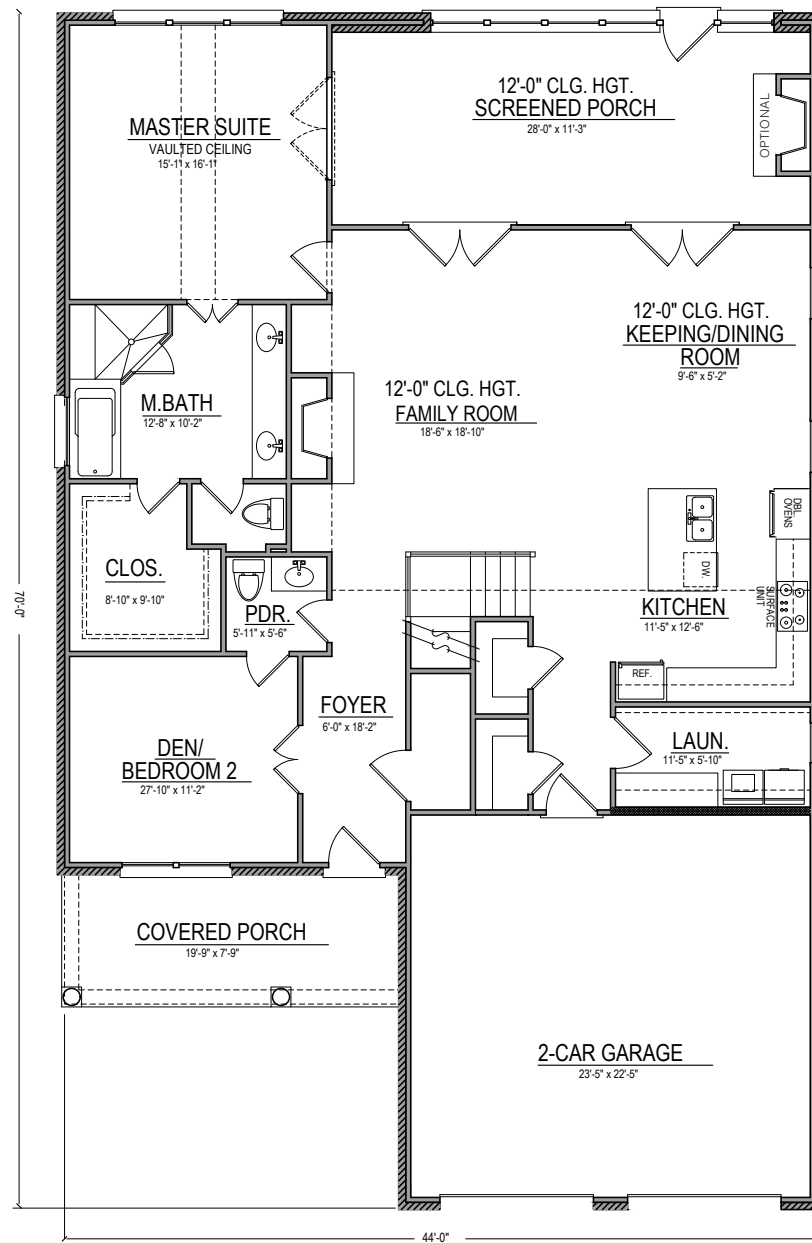 12'-0" CLG. HGT.
SCREENED PORCH
28'-0" x 11'-3"
OPTIONAL
MASTER SUITE
VAULTED CEILING
15'-1" x 16'-1"
12'-0" CLG. HGT.
KEEPING/DINING
ROOM
9'-6" x 5'-2"
12'-0" CLG. HGT.
FAMILY ROOM
18'-6" x 18'-10"
M.BATH
12'-8" x 10'-2"
DBL.
OVENS
DW.
SURFACE
UNIT
KITCHEN
11'-5" x 12'-6"
REF.
CLOS.
8'-10" x 9'-10"
PDR.
5'-11" x 5'-6"
70'-0"
FOYER
6'-0" x 18'-2"
DEN/
BEDROOM 2
27'-10" x 11'-2"
LAUN.
11'-5" x 5'-10"
COVERED PORCH
19'-9" x 7'-9"
2-CAR GARAGE
23'-5" x 22'-5"
44'-0"